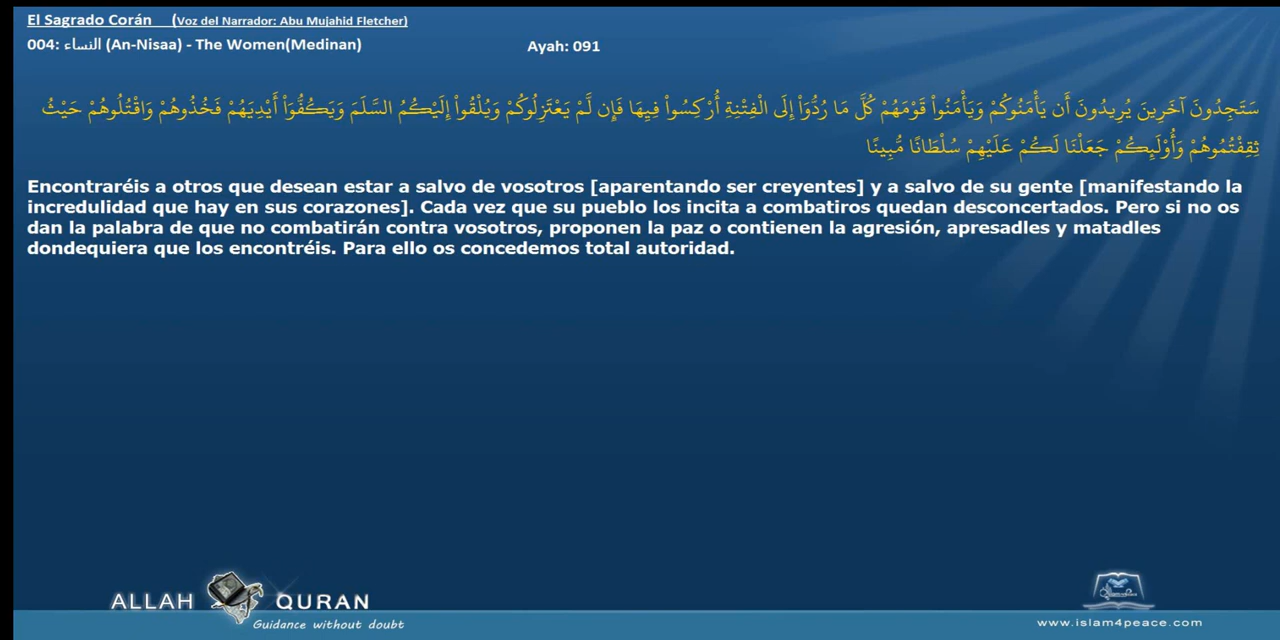 El Sagrado Corán (Voz del Narrador: Abu Mujahid Fletcher)
004: النساء (An-Nisaa) - The Women(Medinan) Ayah: 091
سَتَجِدُونَ آخَرِينَ يُرِيدُونَ أَن يَأْمَنُوكُمْ وَيَأْمَنُواْ قَوْمَهُمْ كُلَّ مَا رُدُّوَاْ إِلَى الْفِتْنِةِ أُرْكِسُواْ فِيِهَا فَإِن لَّمْ يَعْتَزِلُوكُمْ وَيُلْقُواْ إِلَيْكُمُ السَّلَمَ وَيَكُفُّوَاْ أَيْدِيَهُمْ فَخُذُوهُمْ وَاقْتُلُوهُمْ حَيْثُ
ثِقِفْتُمُوهُمْ وَأُوْلَـئِكُمْ جَعَلْنَا لَكُمْ عَلَيْهِمْ سُلْطَانًا مُّبِينًا
Encontraréis a otros que desean estar a salvo de vosotros [aparentando ser creyentes] y a salvo de su gente [manifestando la
incredulidad que hay en sus corazones]. Cada vez que su pueblo los incita a combatiros quedan desconcertados. Pero si no os
dan la palabra de que no combatirán contra vosotros, proponen la paz o contienen la agresión, apresadles y matadles
dondequiera que los encontréis. Para ello os concedemos total autoridad.
ALLAH QURAN
Guidance without doubt
www.islam4peace.com